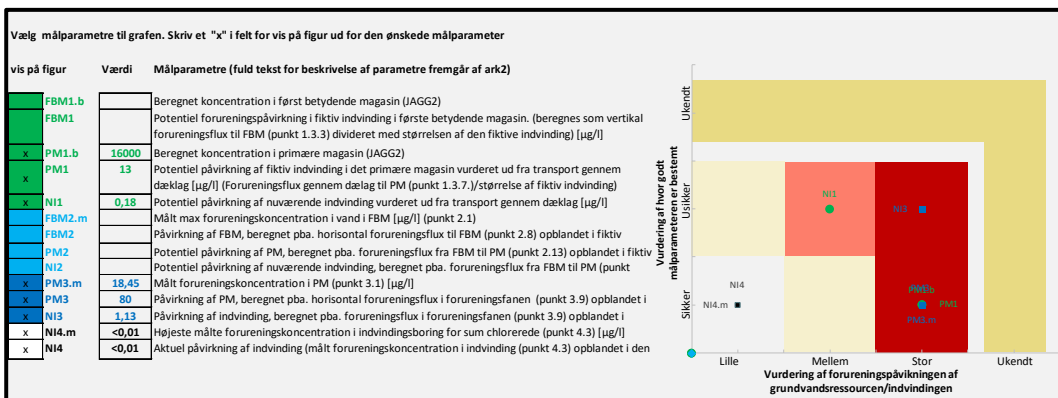 Vælg målparametre til grafen. Skriv et "x" i felt for vis på figur ud for den ønskede målparameter
vis på figur Værdi Målparametre (fuld tekst for beskrivelse af parametre fremgår af ark2)
FBM1.b Beregnet koncentration i først betydende magasin (JAGG2)
FBM1 Potentiel forureningspåvirkning i fiktiv indvinding i første betydende magasin. (beregnes som vertikal
forureningsflux til FBM (punkt 1.3.3) divideret med størrelsen af den fiktive indvinding) [µg/l]
x PM1.b 16000 Beregnet koncentration i primære magasin (JAGG2)
x PM1 13 Potentiel påvirkning af fiktiv indvinding i det primære magasin vurderet ud fra transport gennem
dæklag [µg/l] (Forureningsflux gennem dælag til PM (punkt 1.3.7.)/størrelse af fiktiv indvinding)
x NI1 0,18 Potentiel påvirkning af nuværende indvinding vurderet ud fra transport gennem dæklag [µg/l]
FBM2.m Målt max forureningskoncentration i vand i FBM [µg/l] (punkt 2.1)
FBM2 Påvirkning af FBM, beregnet pba. horisontal forureningsflux til FBM (punkt 2.8) opblandet i fiktiv
PM2 Potentiel påvirkning af PM, beregnet pba. forureningsflux fra FBM til PM (punkt 2.13) opblandet i fiktiv
NI2 Potentiel påvirkning af nuværende indvinding, beregnet pba. forureningsflux fra FBM til PM (punkt
x PM3.m 18,45 Målt forureningskoncentration i PM (punkt 3.1) [µg/l]
x PM3 80 Påvirkning af PM, beregnet pba. horisontal forureningsflux i forureningsfanen (punkt 3.9) opblandet i
x NI3 1,13 Påvirkning af indvinding, beregnet pba. forureningsflux i forureningsfanen (punkt 3.9) opblandet i
x NI4.m <0,01 Højeste målte forureningskoncentration i indvindingsboring for sum chlorerede (punkt 4.3) [µg/l]
x NI4 <0,01 Aktuel påvirkning af indvinding (målt forureningskoncentration i indvinding (punkt 4.3) opblandet i den
Vurdering af hvor godt
målparameteren er bestemt
Ukendt
Usikker
Sikker
NI1
NI3
NI4
NI4.m
PM1.b
PM1
PM3.m
Lille Mellem Stor Ukendt
Vurdering af forureningspåvikningen af
grundvandsressourcen/indvindingen